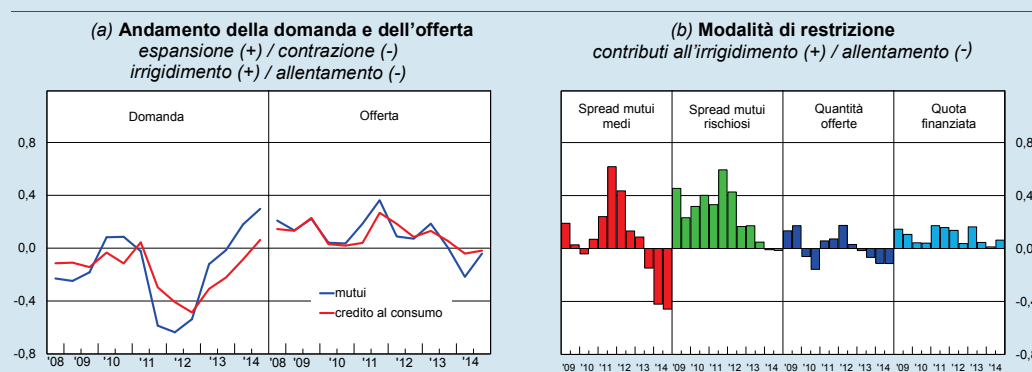 (a) Andamento della domanda e dell'offerta
espansione (+) / contrazione (-)
irrigidimento (+) / allentamento (-)
Domanda
Offerta
0,8
0,4
0,0
-0,4
-0,8
mutui
credito al consumo
'08 '09 '10 '11 '12 '13 '14
'08 '09 '10 '11 '12 '13 '14
(b) Modalità di restrizione
contributi all'irrigidimento (+) / allentamento (-)
Spread mutui
medi
Spread mutui
rischiosi
Quantità
offerte
Quota
finanziata
0,8
0,4
0,0
-0,4
-0,8
'09 '10 '11 '12 '13 '14
'09 '10 '11 '12 '13 '14
'09 '10 '11 '12 '13 '14
'09 '10 '11 '12 '13 '14